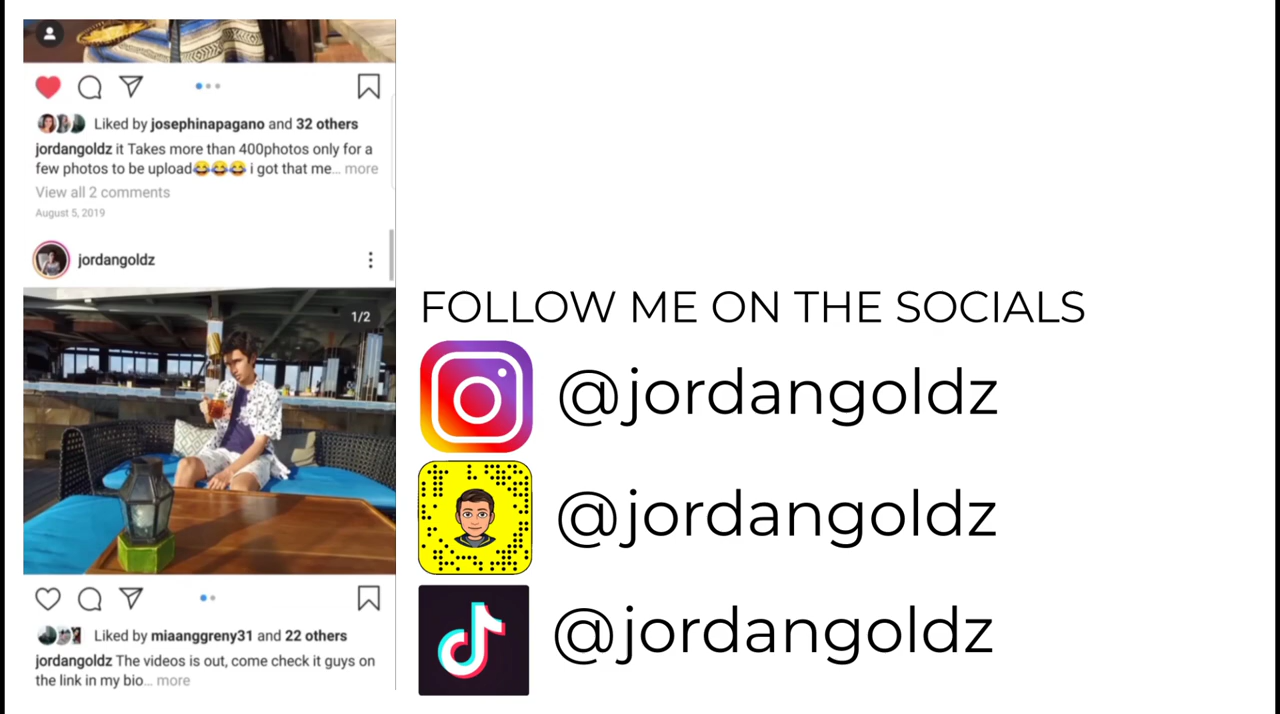 Liked by josephinapagano and 32 others
jordangoldz it Takes more than 400photos only for a
few photos to be upload😂😂😂 i got that me... more
View all 2 comments
August 5, 2019
jordangoldz
1/2
Liked by miaanggreny31 and 22 others
jordangoldz The videos is out, come check it guys on
the link in my bio... more
FOLLOW ME ON THE SOCIALS
@jordangoldz
@jordangoldz
@jordangoldz